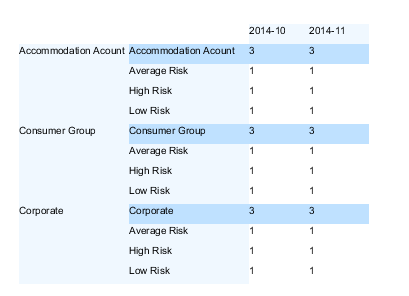 2014-10 2014-11
Accommodation Acount Accommodation Acount 3 3
Average Risk 1 1
High Risk 1 1
Low Risk 1 1
Consumer Group Consumer Group 3 3
Average Risk 1 1
High Risk 1 1
Low Risk 1 1
Corporate Corporate 3 3
Average Risk 1 1
High Risk 1 1
Low Risk 1 1